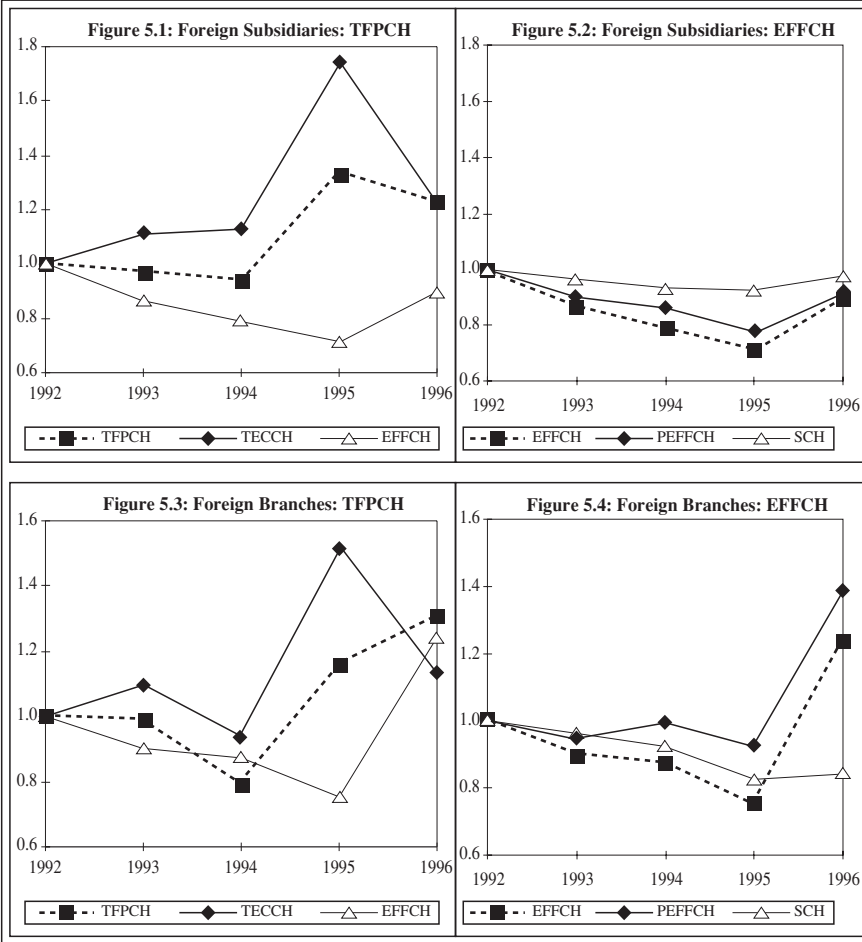 Figure 5.1: Foreign Subsidiaries: TFPCH
1.8
1.6
1.4
1.2
1.0
0.8
0.6
1992 1993 1994 1995 1996
TFPCH TECCH EFFCH
Figure 5.2: Foreign Subsidiaries: EFFCH
1.8
1.6
1.4
1.2
1.0
0.8
0.6
1992 1993 1994 1995 1996
EFFCH PEFFCH SCH
Figure 5.3: Foreign Branches: TFPCH
1.6
1.4
1.2
1.0
0.8
0.6
1992 1993 1994 1995 1996
TFPCH TECCH EFFCH
Figure 5.4: Foreign Branches: EFFCH
1.6
1.4
1.2
1.0
0.8
0.6
1992 1993 1994 1995 1996
EFFCH PEFFCH SCH